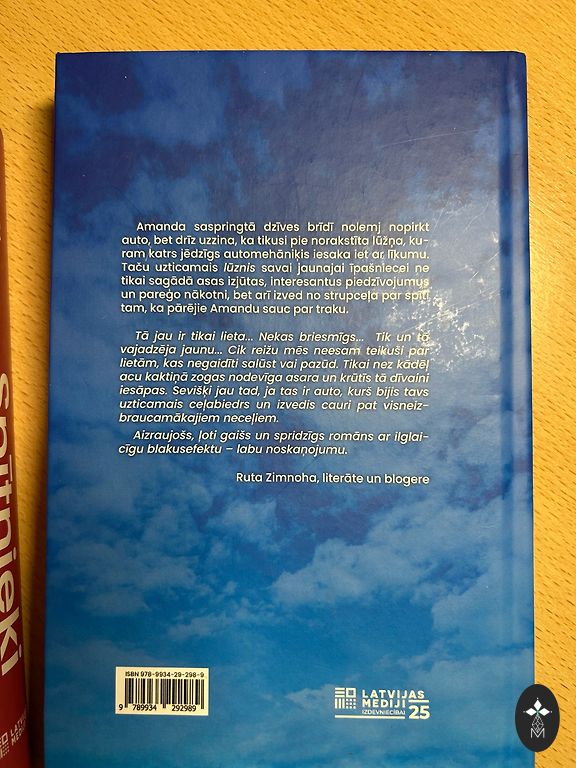 Amanda saspringtā dzīves brīdī nolemj nopirkt
auto, bet drīz uzzina, ka tikusi pie norakstīta lūžņa, ku-
ram katrs jēdzīgs automehāniķis iesaka iet ar līkumu.
Taču uzticamais lūznis savai jaunajai īpašniecei ne
tikai sagādā asas izjūtas, interesantus piedzīvojumus
un pareģo nākotni, bet arī izved no strupceļa par spīti
tam, ka pārējie Amandu sauc par traku.
Tā jau ir tikai lieta... Nekas briesmīgs... Tik un tā
vajadzēja jaunu... Cik reižu mēs neesam teikuši par
lietām, kas negaidīti salūst vai pazūd. Tikai nez kādēļ
acu kaktiņā zogas nodevīga asara un krūtīs tā dīvaini
iesāpas. Sevišķi jau tad, ja tas ir auto, kurš bijis tavs
uzticamais ceļabiedrs un izvedis cauri pat visneiz-
braucamākajiem neceļiem.
Aizraujošs, ļoti gaišs un spridzīgs romāns ar ilglai-
cīgu blakusefektu – labu noskaņojumu.
Ruta Zimnoha, literāte un blogere
ISBN 978-9934-29-298-9
9 789934 292989
LATVIJAS
MEDIJI
IZDEVNIECĪBAI 25
spītnieki
LATVIJAS
MEDIJI
M